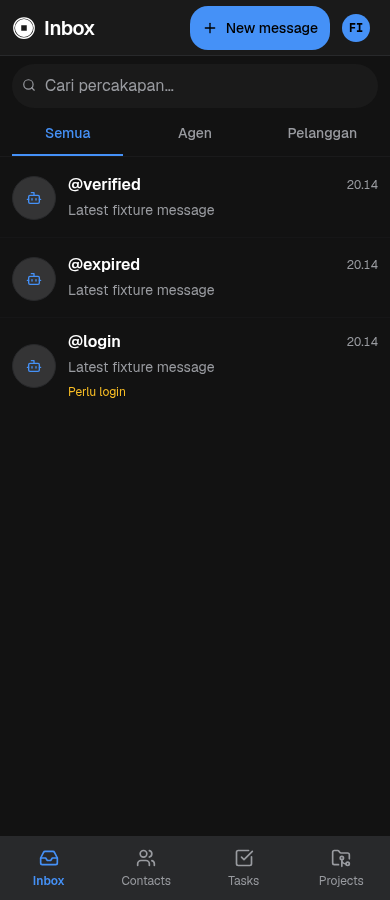 Inbox
New message
FI
Cari percakapan...
Semua
Agen
Pelanggan
@verified
20.14
Latest fixture message
@expired
20.14
Latest fixture message
@login
20.14
Latest fixture message
Perlu login
Inbox
Contacts
Tasks
Projects